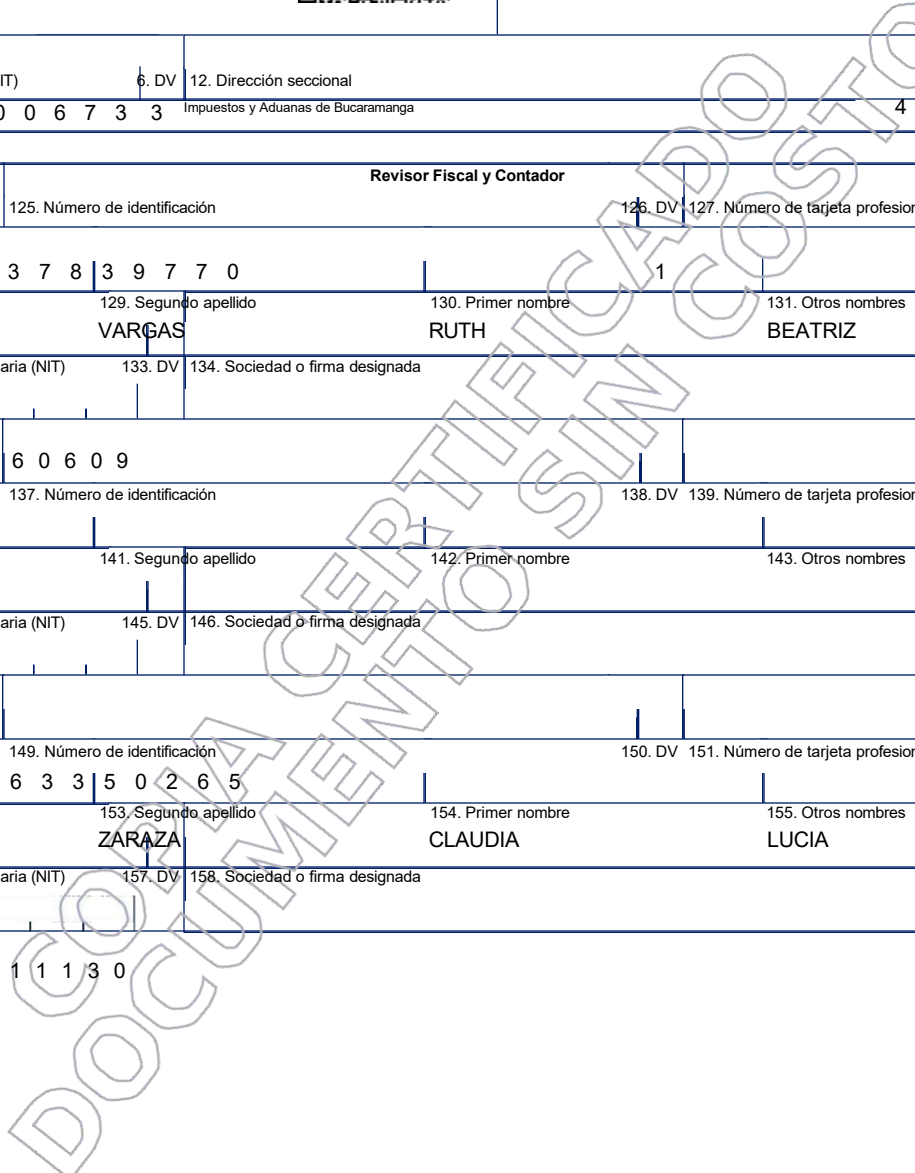 IT) 6. DV 12. Dirección seccional
0 0 6 7 3 3 Impuestos y Aduanas de Bucaramanga 4
Revisor Fiscal y Contador
125. Número de identificación 126. DV 127. Número de tarjeta profesion
3 7 8 3 9 7 7 0 1
129. Segundo apellido 130. Primer nombre 131. Otros nombres
VARGAS RUTH BEATRIZ
aria (NIT) 133. DV 134. Sociedad o firma designada
6 0 6 0 9
137. Número de identificación 138. DV 139. Número de tarjeta profesion
141. Segundo apellido 142. Primer nombre 143. Otros nombres
aria (NIT) 145. DV 146. Sociedad o firma designada
149. Número de identificación 150. DV 151. Número de tarjeta profesion
6 3 3 5 0 2 6 5
153. Segundo apellido 154. Primer nombre 155. Otros nombres
ZARAZA CLAUDIA LUCIA
aria (NIT) 157. DV 158. Sociedad o firma designada
1 1 1 3 0
COPIA CERTIFICADO
DOCUMENTO SIN COSTO